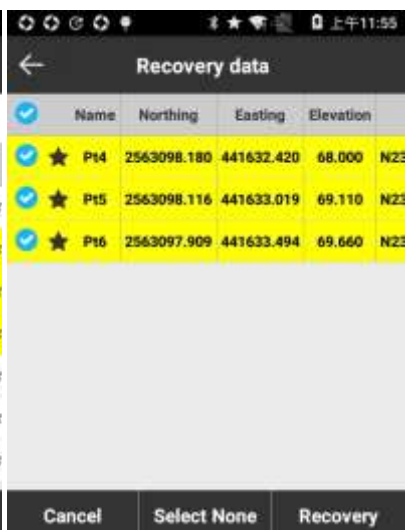 上午11:55
Recovery data
Name Northing Easting Elevation
Pt4 2563098.180 441632.420 68.000 N23
Pt5 2563098.116 441633.019 69.110 N23
Pt6 2563097.909 441633.494 69.660 N23
Cancel Select None Recovery